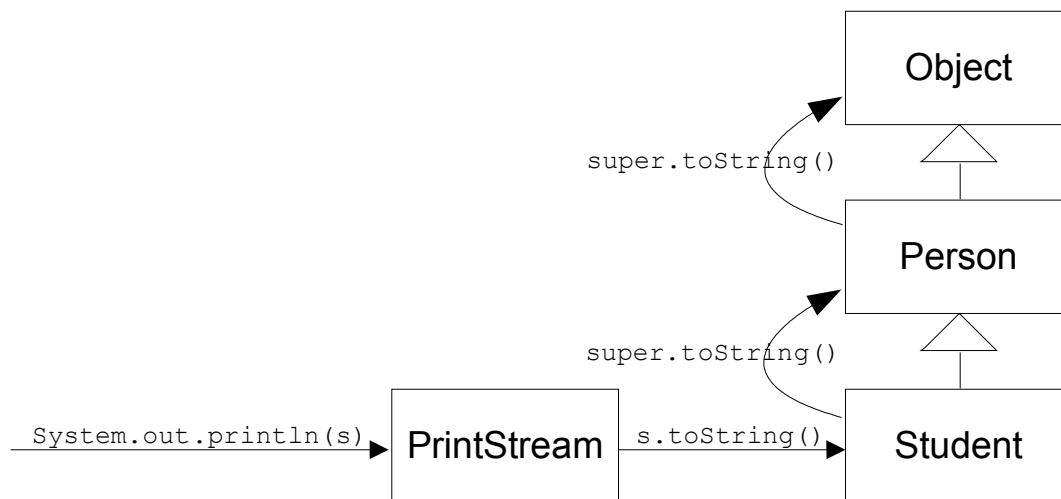 Object
super.toString()
Person
super.toString()
System.out.println(s)
PrintStream
s.toString()
Student